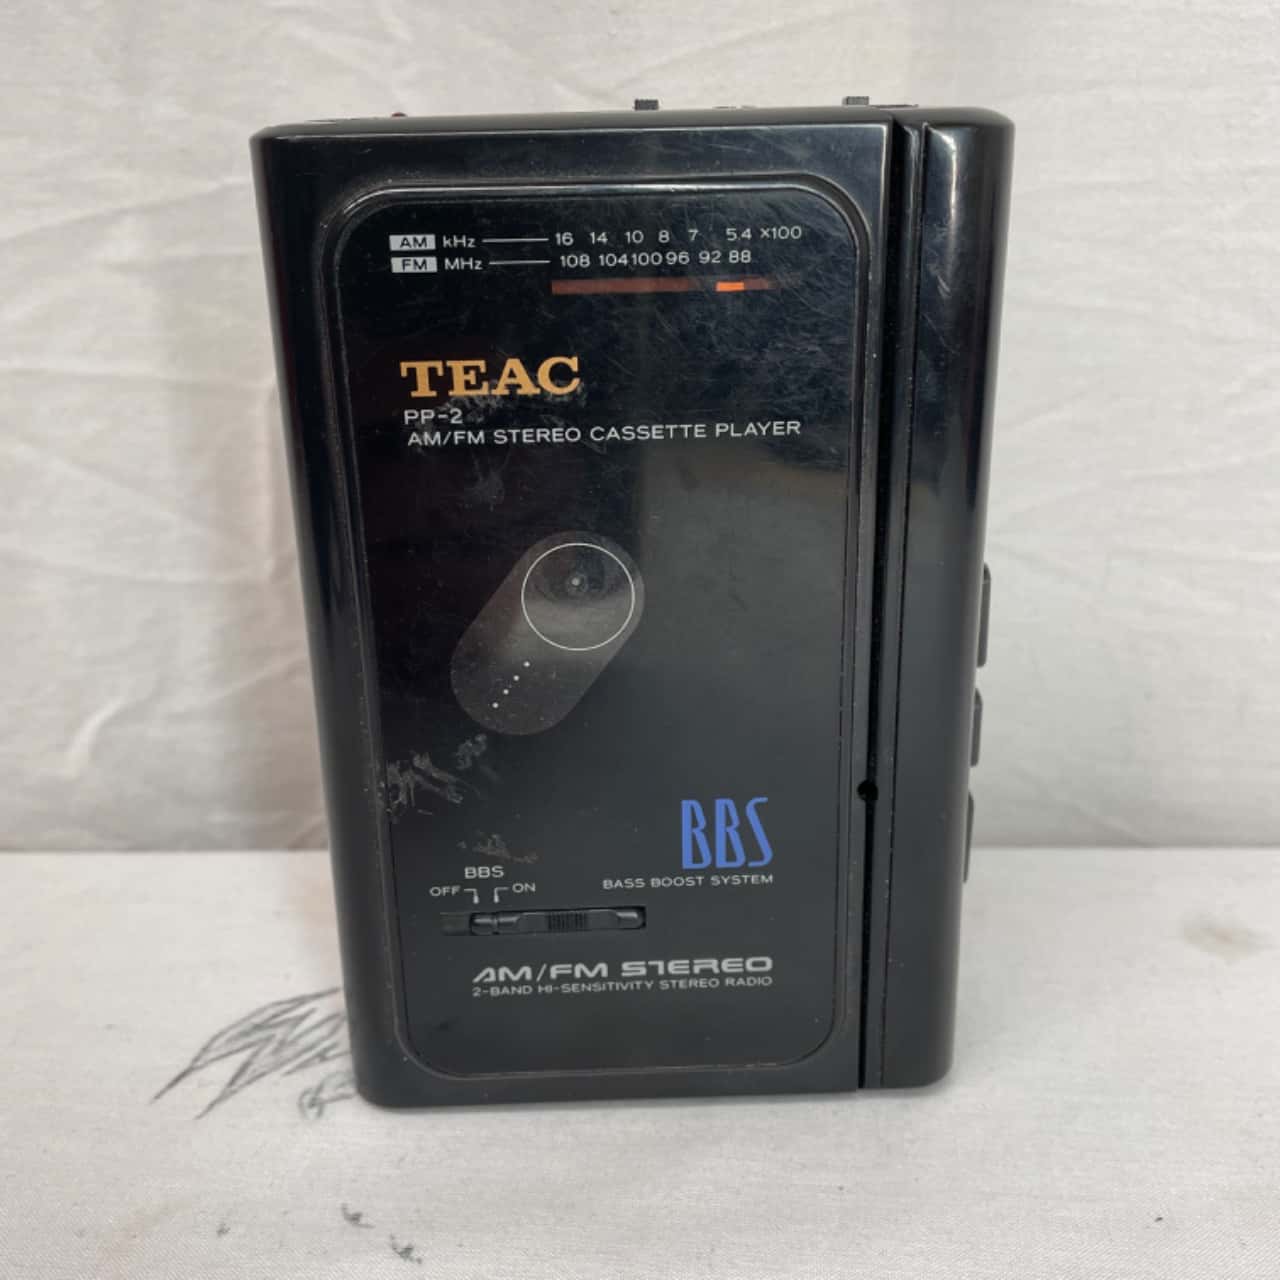 AM kHz 16 14 10 8 7 5.4 ×100
FM MHz 108 104 100 96 92 88
TEAC
PP-2
AM/FM STEREO CASSETTE PLAYER
BBS
BASS BOOST SYSTEM
BBS
OFF ON
AM/FM STEREO
2-BAND HI-SENSITIVITY STEREO RADIO